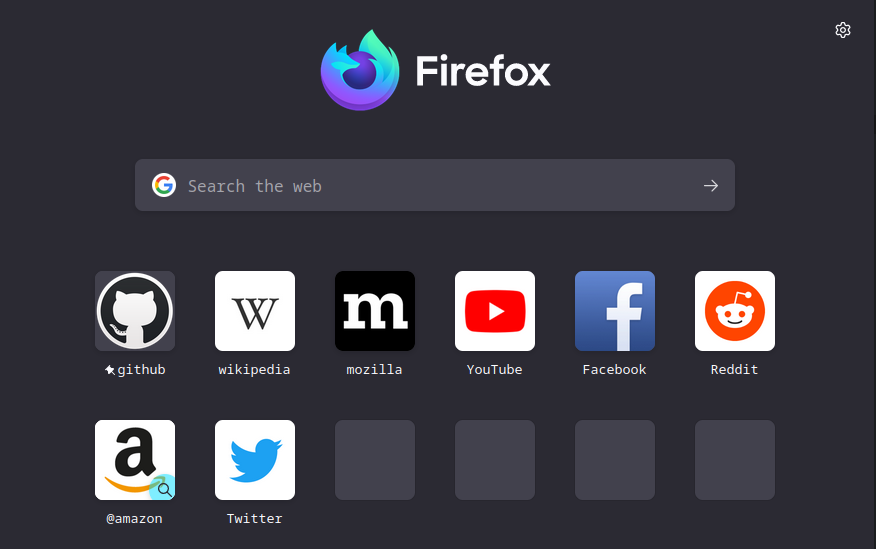 Firefox
Search the web
github
wikipedia
mozilla
YouTube
Facebook
Reddit
@amazon
Twitter